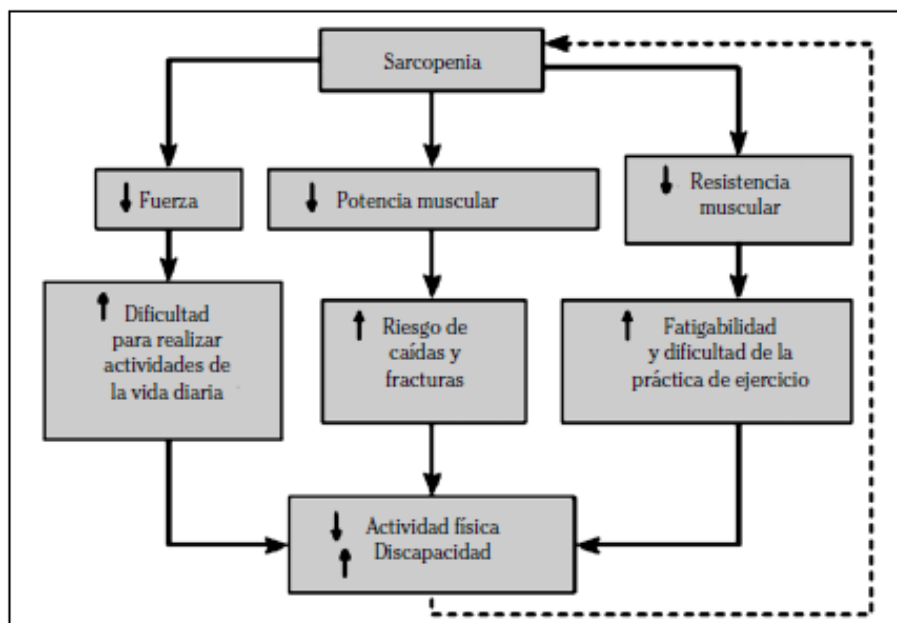 Sarcopenia
↓ Fuerza
↓ Potencia muscular
↓ Resistencia
muscular
↑ Dificultad
para realizar
actividades de
la vida diaria
↑ Riesgo de
caídas y
fracturas
↑ Fatigabilidad
y dificultad de la
práctica de ejercicio
↓ Actividad física
↑ Discapacidad